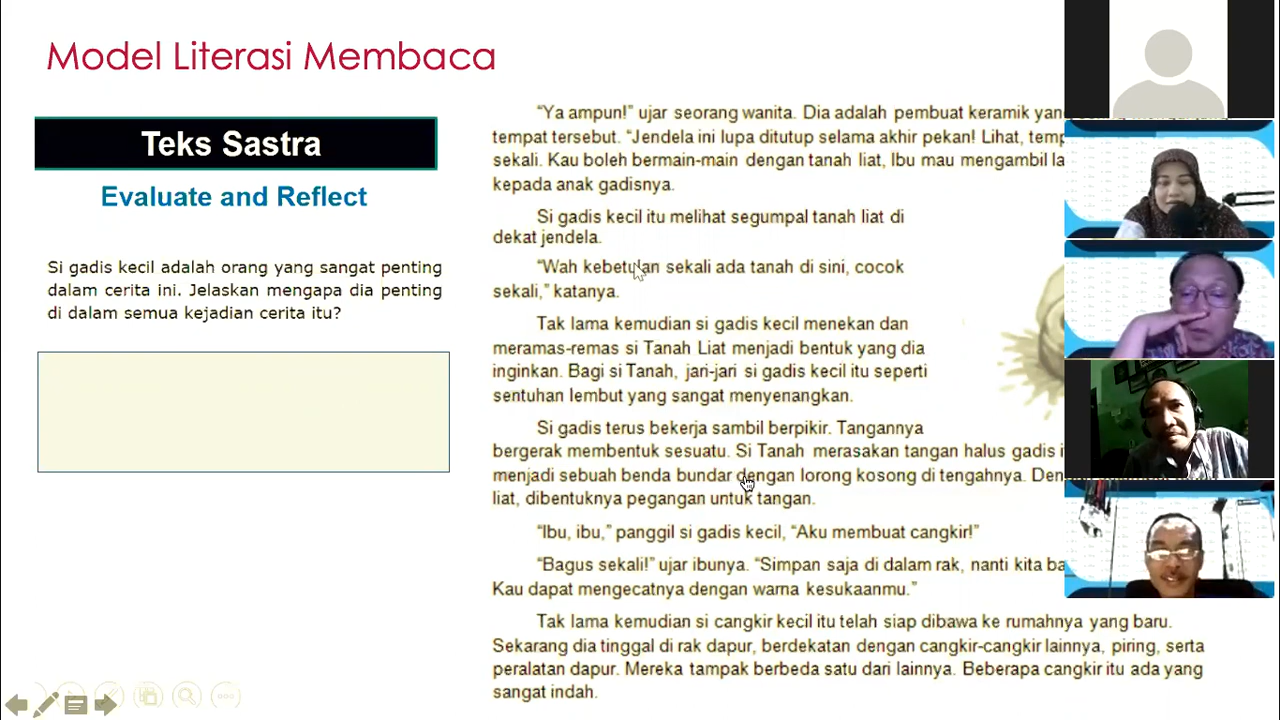 Model Literasi Membaca
Teks Sastra
Evaluate and Reflect
Si gadis kecil adalah orang yang sangat penting
dalam cerita ini. Jelaskan mengapa dia penting
di dalam semua kejadian cerita itu?
“Ya ampun!” ujar seorang wanita. Dia adalah pembuat keramik
tempat tersebut. “Jendela ini lupa ditutup selama akhir pekan! Lihat,
sekali. Kau boleh bermain-main dengan tanah liat, Ibu mau mengambil
kepada anak gadisnya.
Si gadis kecil itu melihat segumpal tanah liat di
dekat jendela.
“Wah kebetulan sekali ada tanah di sini, cocok
sekali,” katanya.
Tak lama kemudian si gadis kecil menekan dan
meramas-remas si Tanah Liat menjadi bentuk yang dia
inginkan. Bagi si Tanah, jari-jari si gadis kecil itu seperti
sentuhan lembut yang sangat menyenangkan.
Si gadis terus bekerja sambil berpikir. Tangannya
bergerak membentuk sesuatu. Si Tanah merasakan tangan halus gadis
menjadi sebuah benda bundar dengan lorong kosong di tengahnya.
liat, dibentuknya pegangan untuk tangan.
“Ibu, ibu,” panggil si gadis kecil, “Aku membuat cangkir!”
“Bagus sekali!” ujar ibunya. “Simpan saja di dalam rak, nanti kita
Kau dapat mengecatnya dengan warna kesukaanmu.”
Tak lama kemudian si cangkir kecil itu telah siap dibawa ke rumahnya yang baru.
Sekarang dia tinggal di rak dapur, berdekatan dengan cangkir-cangkir lainnya, piring, serta
peralatan dapur. Mereka tampak berbeda satu dari lainnya. Beberapa cangkir itu ada yang
sangat indah.